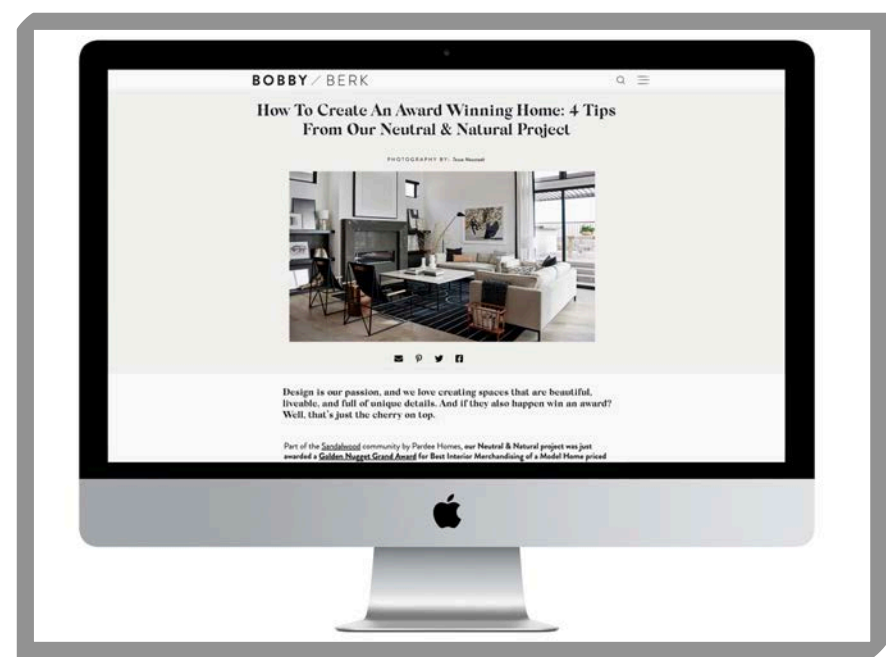 BOBBY / BERK
How To Create An Award Winning Home: 4 Tips
From Our Neutral & Natural Project
PHOTOGRAPHY BY: Tessa Neustadt
Design is our passion, and we love creating spaces that are beautiful,
liveable, and full of unique details. And if they also happen win an award?
Well, that's just the cherry on top.
Part of the Sandalwood community by Pardee Homes, our Neutral & Natural project was just
awarded a Golden Nugget Grand Award for Best Interior Merchandising of a Model Home priced